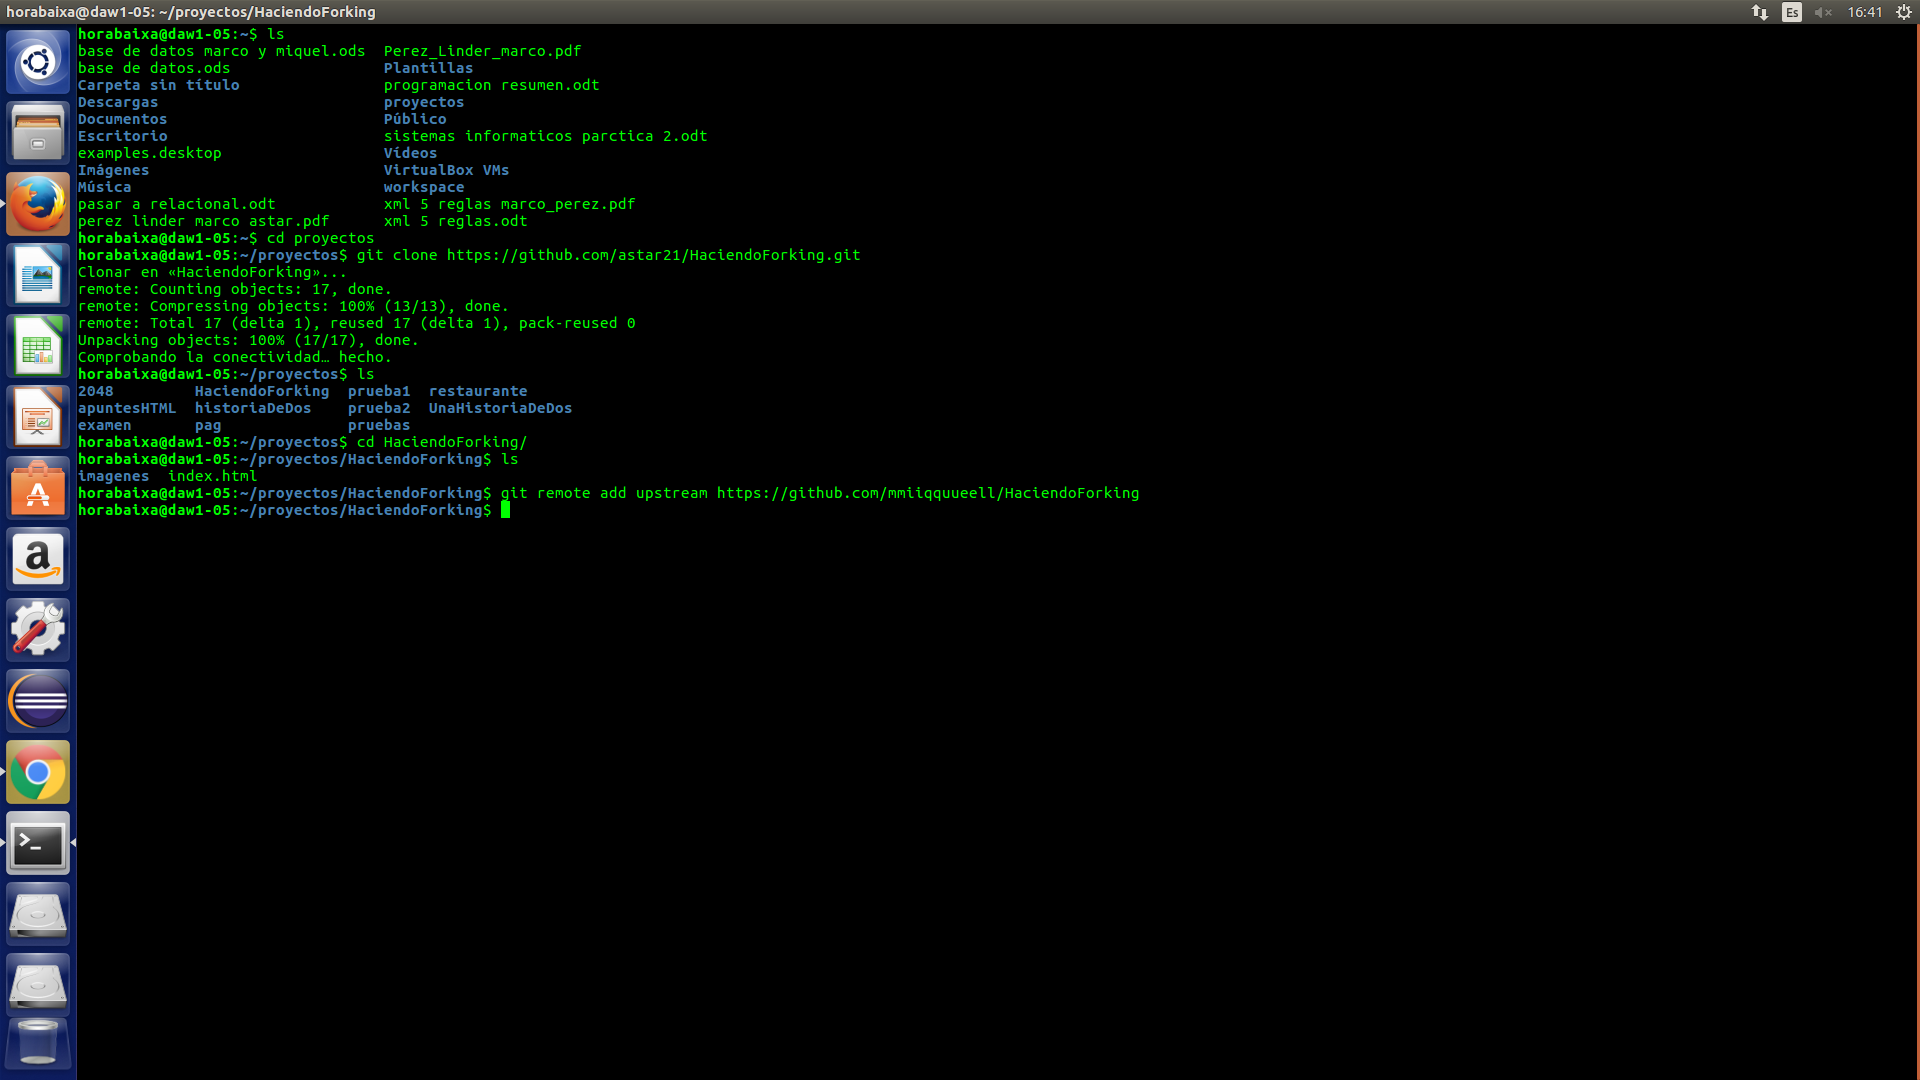 horabaixa@daw1-05: ~/proyectos/HaciendoForking
Es
16:41
horabaixa@daw1-05:~$ ls
base de datos marco y miquel.ods  Perez_Linder_marco.pdf
base de datos.ods                 Plantillas
Carpeta sin título                programacion resumen.odt
Descargas                         proyectos
Documentos                        Público
Escritorio                        sistemas informaticos parctica 2.odt
examples.desktop                  Vídeos
Imágenes                          VirtualBox VMs
Música                            workspace
pasar a relacional.odt            xml 5 reglas marco_perez.pdf
perez linder marco astar.pdf      xml 5 reglas.odt
horabaixa@daw1-05:~$ cd proyectos
horabaixa@daw1-05:~/proyectos$ git clone https://github.com/astar21/HaciendoForking.git
Clonar en «HaciendoForking»...
remote: Counting objects: 17, done.
remote: Compressing objects: 100% (13/13), done.
remote: Total 17 (delta 1), reused 17 (delta 1), pack-reused 0
Unpacking objects: 100% (17/17), done.
Comprobando la conectividad… hecho.
horabaixa@daw1-05:~/proyectos$ ls
2048         HaciendoForking  prueba1  restaurante
apuntesHTML  historiaDeDos    prueba2  UnaHistoriaDeDos
examen       pag              pruebas
horabaixa@daw1-05:~/proyectos$ cd HaciendoForking/
horabaixa@daw1-05:~/proyectos/HaciendoForking$ ls
imagenes  index.html
horabaixa@daw1-05:~/proyectos/HaciendoForking$ git remote add upstream https://github.com/mmiiqquueell/HaciendoForking
horabaixa@daw1-05:~/proyectos/HaciendoForking$